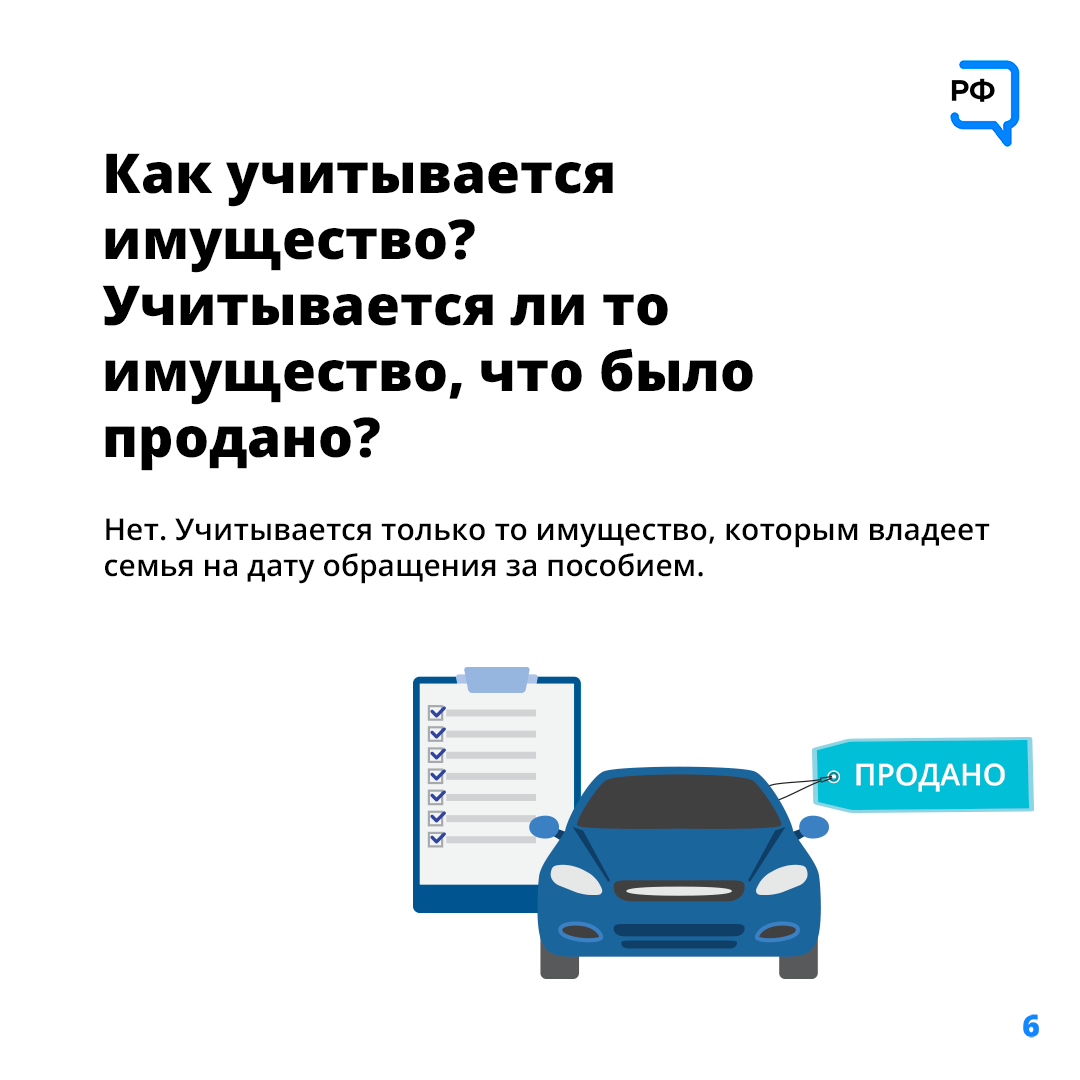 РФ
Как учитывается
имущество?
Учитывается ли то
имущество, что было
продано?
Нет. Учитывается только то имущество, которым владеет
семья на дату обращения за пособием.
ПРОДАНО
6